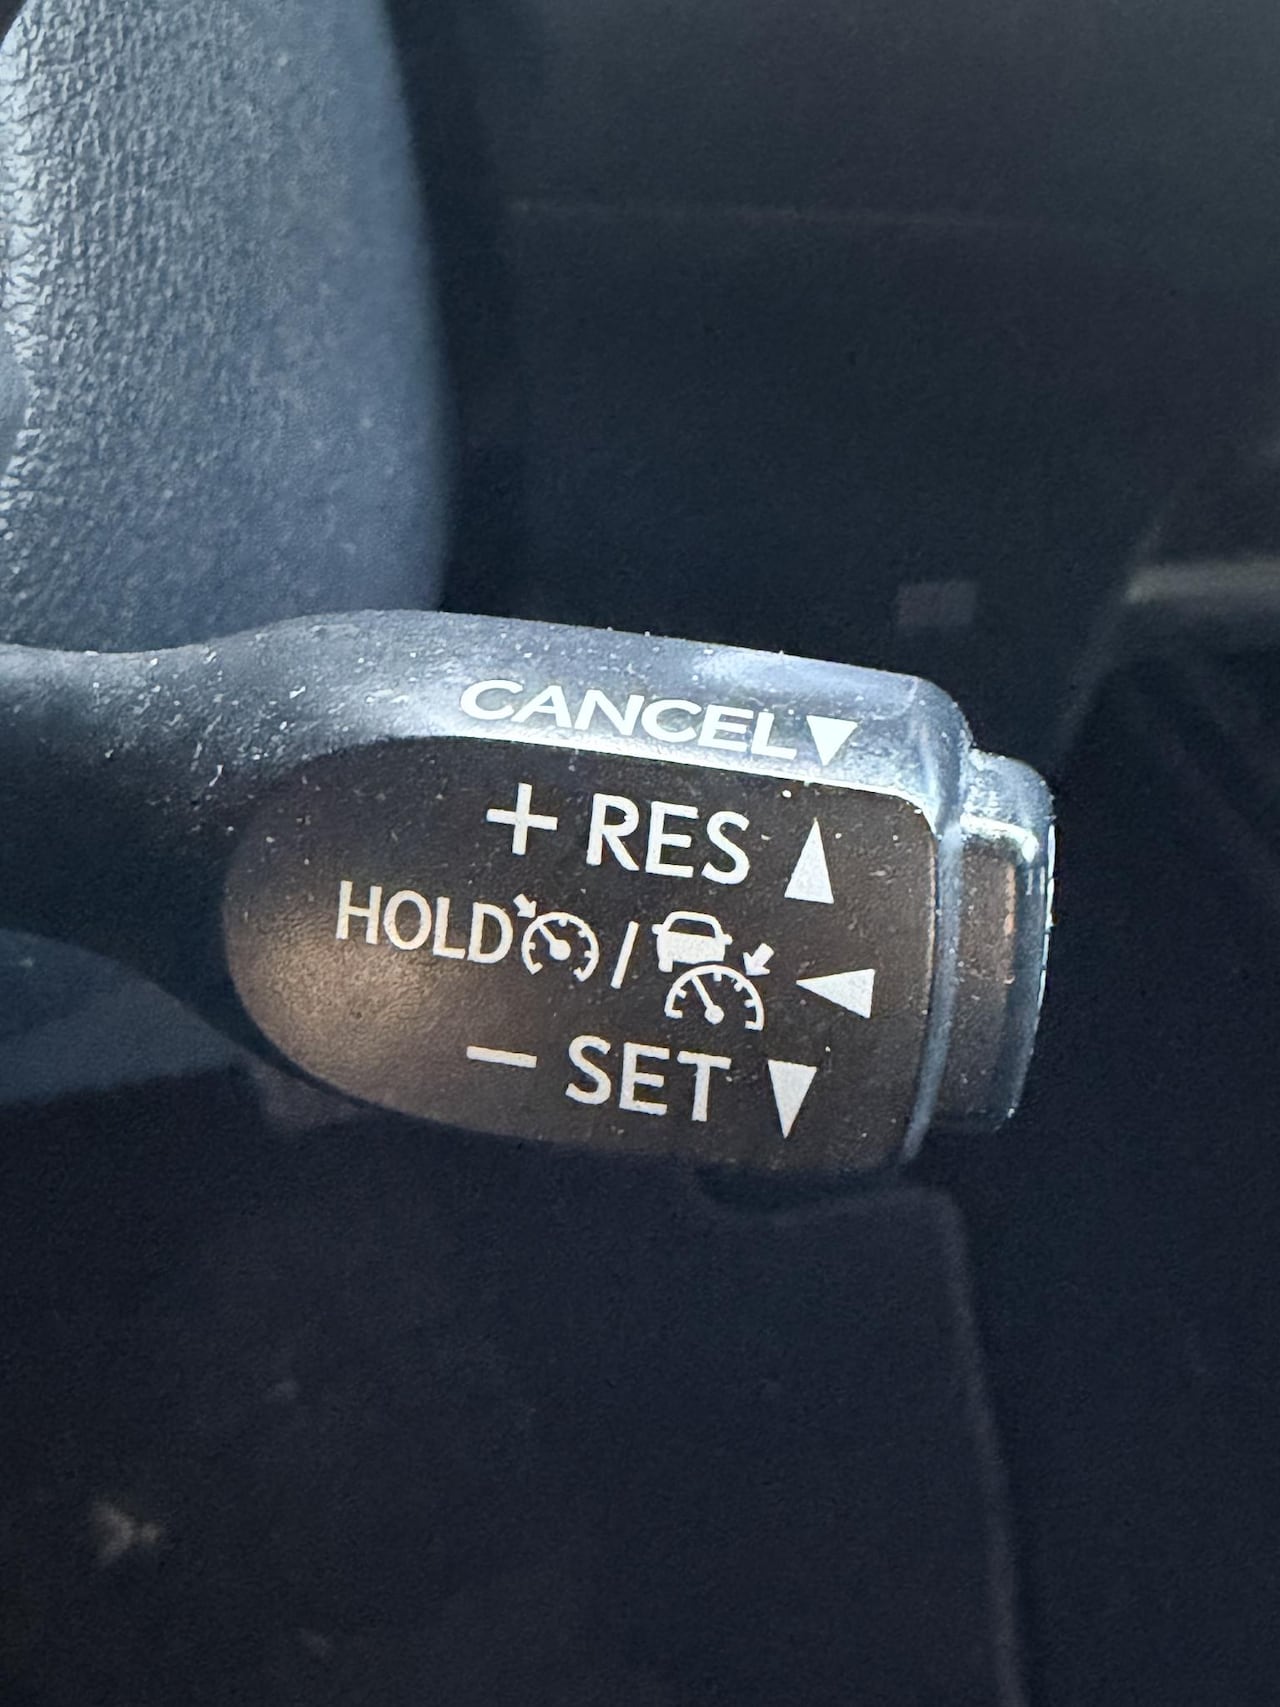 CANCEL▼
+ RES ▲
HOLD / ◀
− SET ▼